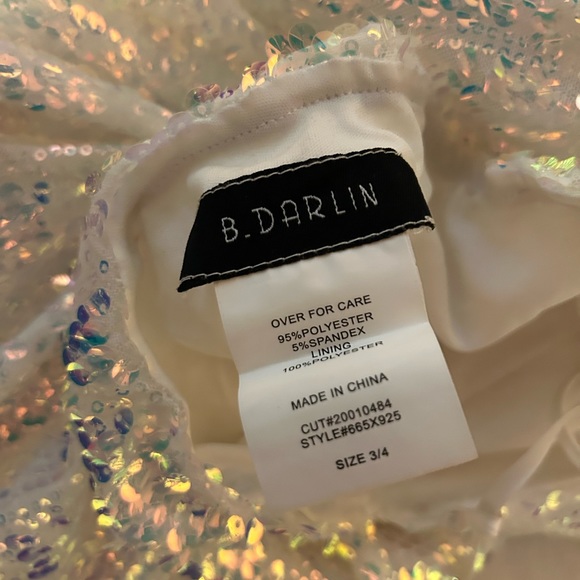 B.DARLIN
OVER FOR CARE
95%POLYESTER
5%SPANDEX
LINING
100%POLYESTER
MADE IN CHINA
CUT#20010484
STYLE#665X925
SIZE 3/4